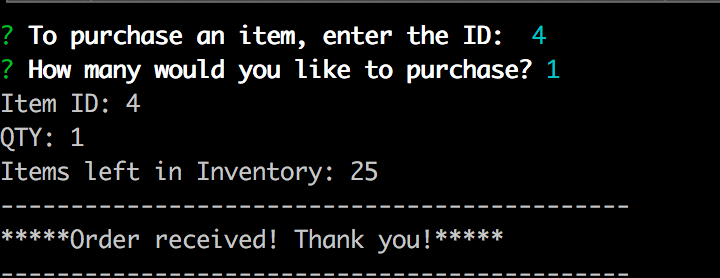 ? To purchase an item, enter the ID:  4
? How many would you like to purchase? 1
Item ID: 4
QTY: 1
Items left in Inventory: 25
---------------------------------------------
*****Order received! Thank you!*****
---------------------------------------------